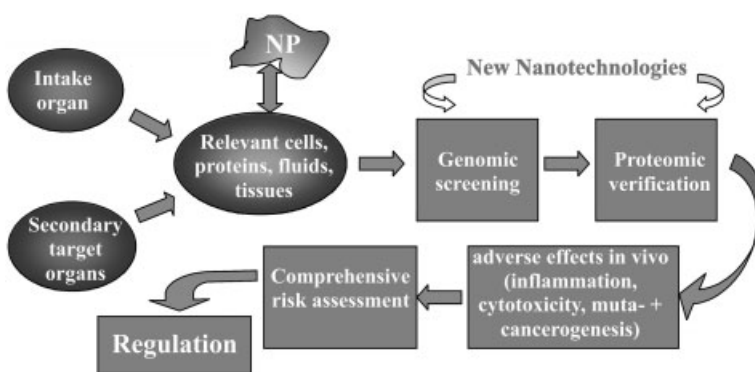 NP
Intake
organ
New Nanotechnologies
Relevant cells,
proteins, fluids,
tissues
Genomic
screening
Proteomic
verification
Secondary
target
organs
Comprehensive
risk assessment
adverse effects in vivo
(inflammation,
cytotoxicity, muta- +
cancerogenesis)
Regulation